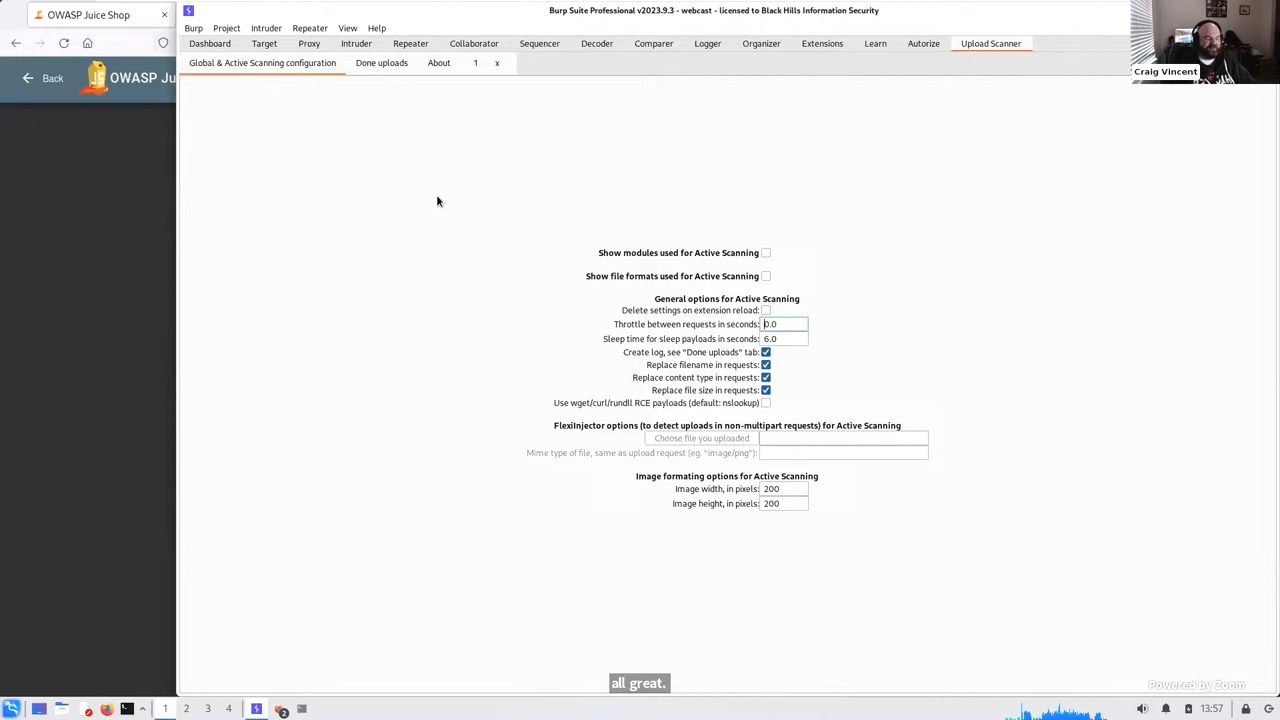 OWASP Juice Shop
×
Burp Suite Professional v2023.9.3 - webcast - licensed to Black Hills Information Security
Burp Project Intruder Repeater View Help
Dashboard Target Proxy Intruder Repeater Collaborator Sequencer Decoder Comparer Logger Organizer Extensions Learn Autorize Upload Scanner
Global & Active Scanning configuration Done uploads About 1 x
Back
OWASP Ju
Craig Vincent
Show modules used for Active Scanning
Show file formats used for Active Scanning
General options for Active Scanning
Delete settings on extension reload:
Throttle between requests in seconds: 0.0
Sleep time for sleep payloads in seconds: 6.0
Create log, see "Done uploads" tab:
Replace filename in requests:
Replace content type in requests:
Replace file size in requests:
Use wget/curl/rundll RCE payloads (default: nslookup)
FlexiInjector options (to detect uploads in non-multipart requests) for Active Scanning
Choose file you uploaded
Mime type of file, same as upload request (eg. "image/png"):
Image formating options for Active Scanning
Image width, in pixels: 200
Image height, in pixels: 200
all great.
Powered by Zoom
1 2 3 4 2 13:57